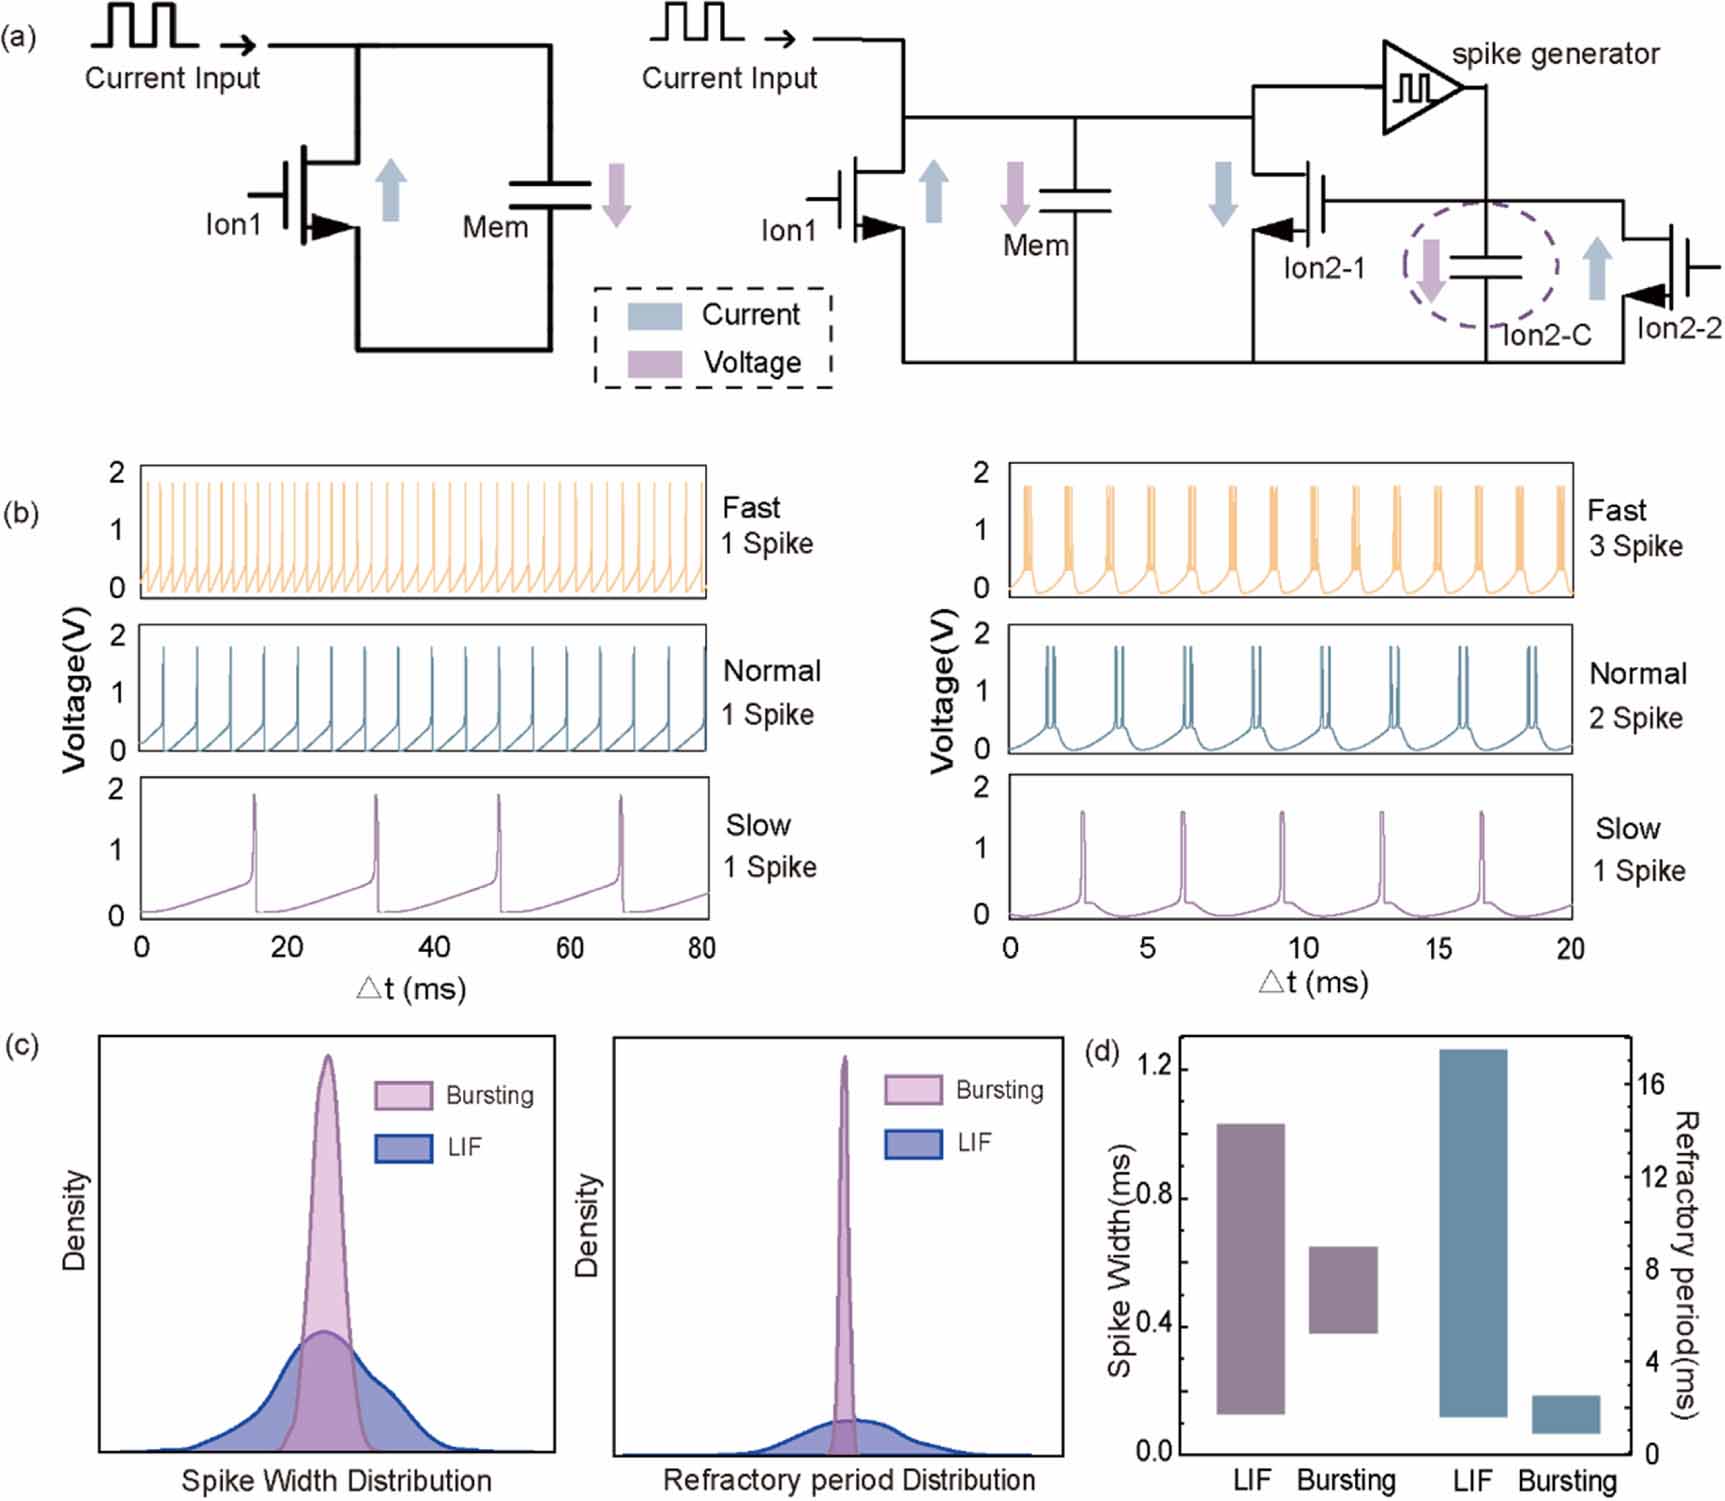 (a)
Current Input
Ion1
Mem
Current
Voltage
Current Input
Ion1
Mem
spike generator
Ion2-1
Ion2-C
Ion2-2
(b)
Voltage(V)
2
1
0
Fast
1 Spike
2
1
0
Normal
1 Spike
2
1
0
Slow
1 Spike
0 20 40 60 80
△t (ms)
Voltage(V)
2
1
0
Fast
3 Spike
2
1
0
Normal
2 Spike
2
1
0
Slow
1 Spike
0 5 10 15 20
△t (ms)
(c)
Density
Bursting
LIF
Spike Width Distribution
Density
Bursting
LIF
Refractory period Distribution
(d)
Spike Width(ms)
1.2
0.8
0.4
0.0
16
12
8
4
0
Refractory period(ms)
LIF Bursting LIF Bursting